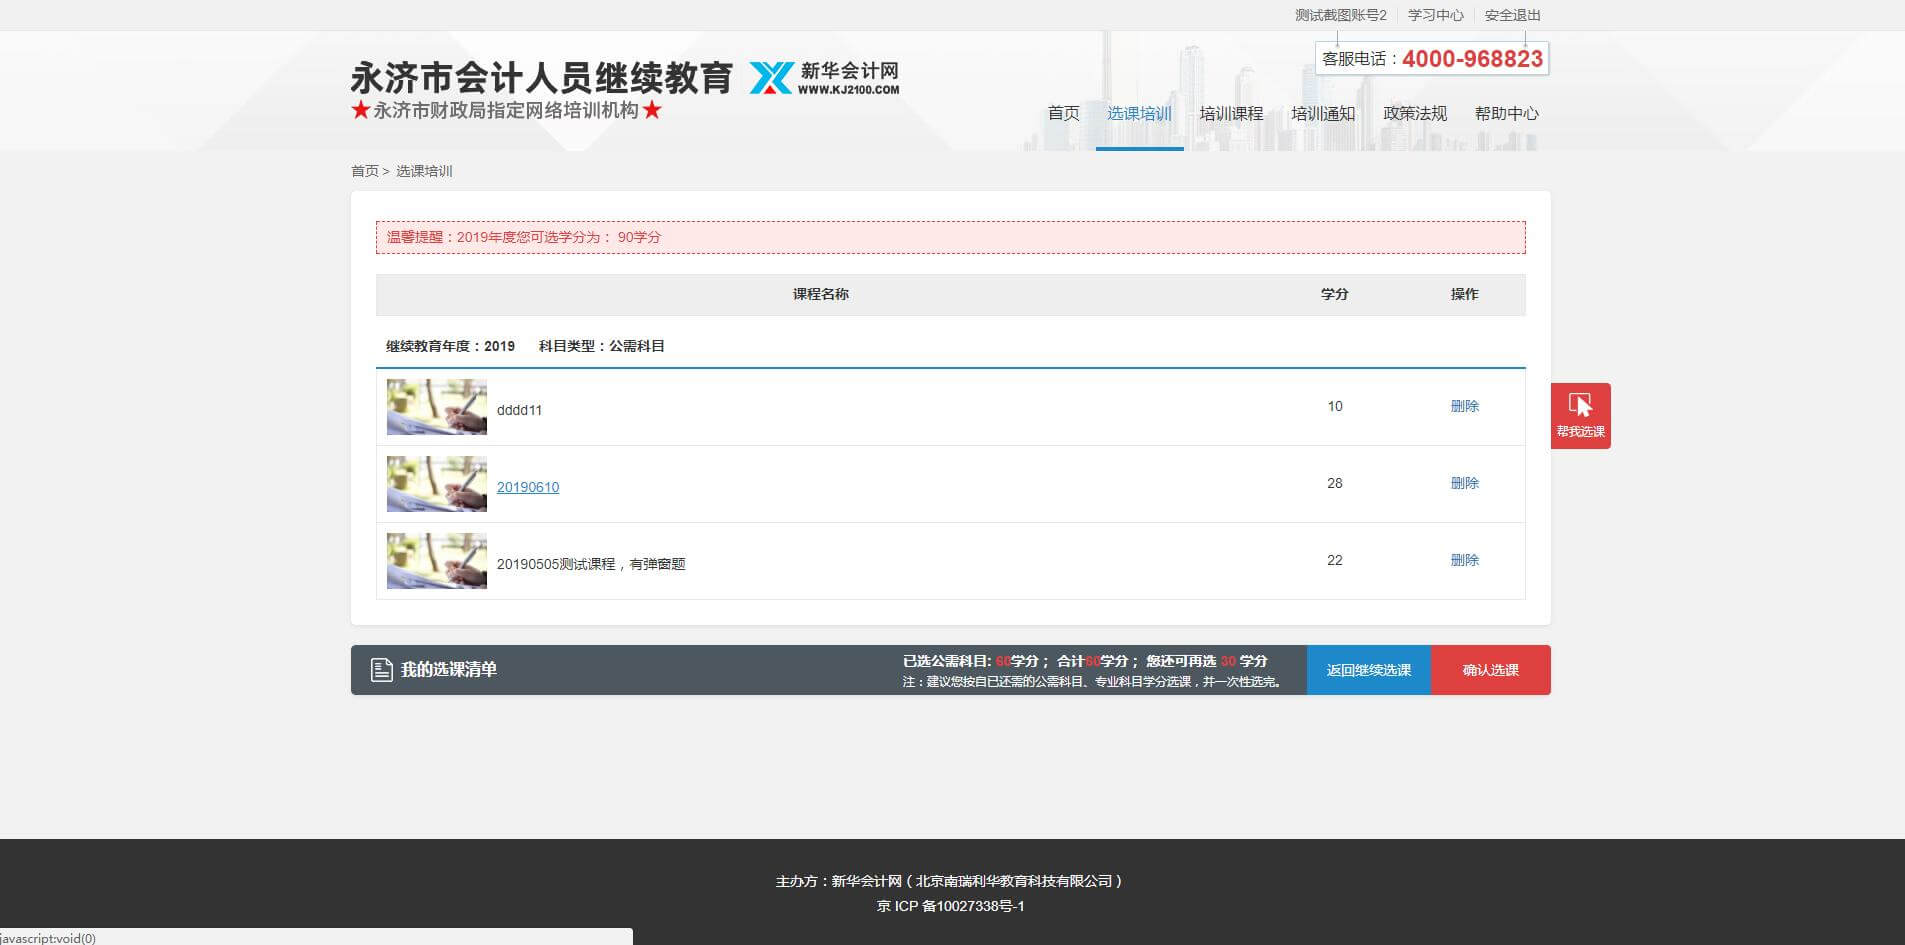 测试截图账号2 学习中心 安全退出
客服电话：4000-968823
永济市会计人员继续教育 新华会计网
WWW.KJ2100.COM
★永济市财政局指定网络培训机构★
首页 选课培训 培训课程 培训通知 政策法规 帮助中心
首页 > 选课培训
温馨提醒：2019年度您可选学分为： 90学分
课程名称 学分 操作
继续教育年度：2019 科目类型：公需科目
dddd11 10 删除
20190610 28 删除
20190505测试课程，有弹窗题 22 删除
帮我选课
我的选课清单
已选公需科目: 60学分； 合计60学分； 您还可再选 30 学分
注：建议您按自已还需的公需科目、专业科目学分选课，并一次性选完。
返回继续选课 确认选课
主办方：新华会计网（北京南瑞利华教育科技有限公司）
京 ICP 备10027338号-1
javascript:void(0)